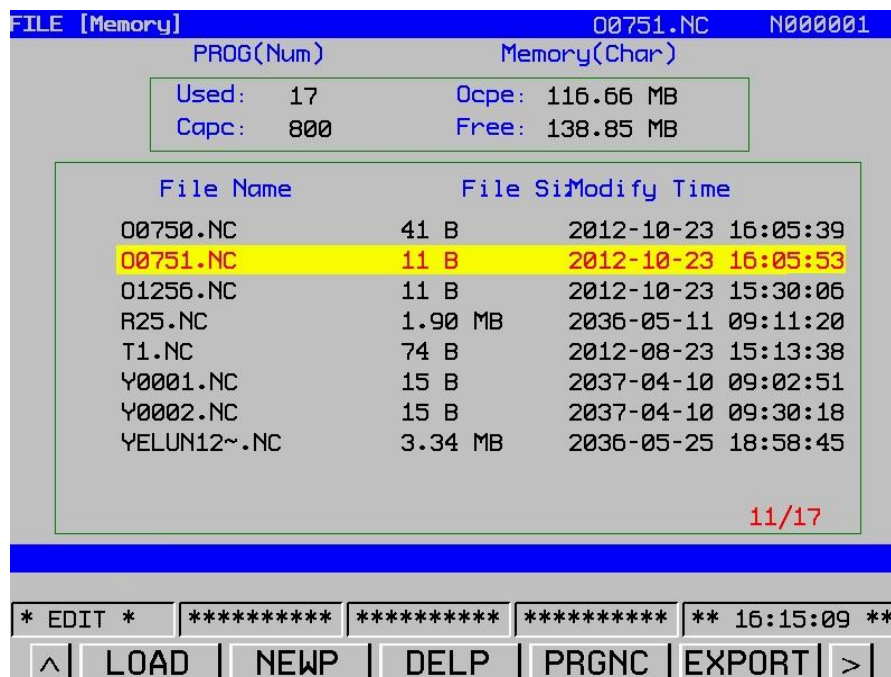 FILE [Memory] O0751.NC N000001
PROG(Num) Memory(Char)
Used: 17 Ocpe: 116.66 MB
Capc: 800 Free: 138.85 MB
File Name File SizModify Time
O0750.NC 41 B 2012-10-23 16:05:39
O0751.NC 11 B 2012-10-23 16:05:53
O1256.NC 11 B 2012-10-23 15:30:06
R25.NC 1.90 MB 2036-05-11 09:11:20
T1.NC 74 B 2012-08-23 15:13:38
Y0001.NC 15 B 2037-04-10 09:02:51
Y0002.NC 15 B 2037-04-10 09:30:18
YELUN12~.NC 3.34 MB 2036-05-25 18:58:45
11/17
* EDIT * ********** ********** ********** ** 16:15:09 **
^ LOAD NEWP DELP PRGNC EXPORT >